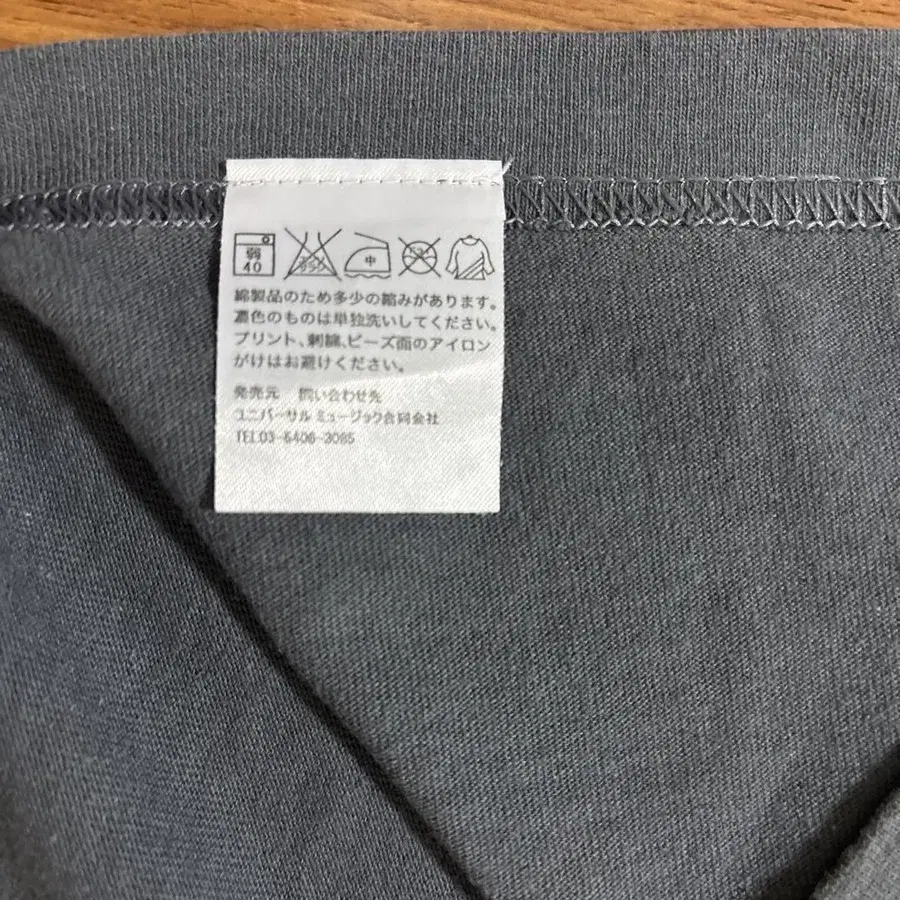 弱
40
中
綿製品のため多少の縮みがあります。
濃色のものは単独洗いしてください。
プリント、刺繍、ビーズ面のアイロン
がけはお避けください。
発売元 問い合わせ先
ユニバーサル ミュージック合同会社
TEL03-6406-3085